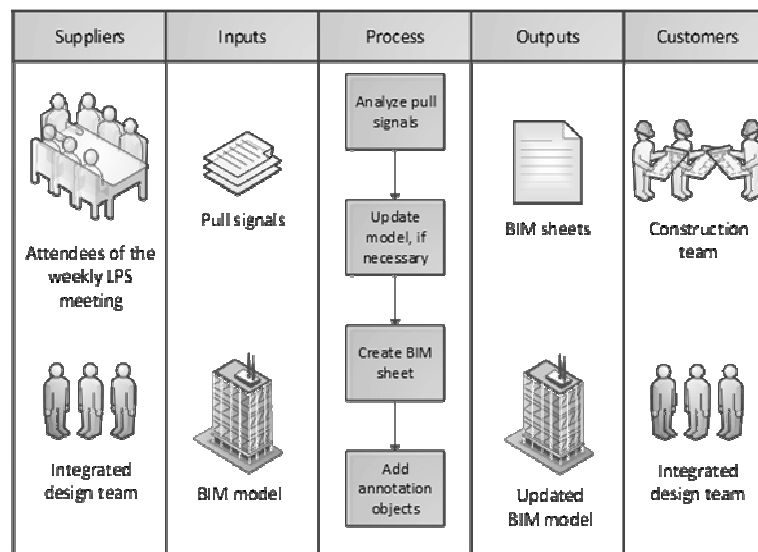 Suppliers
Inputs
Process
Outputs
Customers
Attendees of the
weekly LPS
meeting
Integrated
design team
Pull signals
BIM model
Analyze pull
signals
Update
model, if
necessary
Create BIM
sheet
Add
annotation
objects
BIM sheets
Updated
BIM model
Construction
team
Integrated
design team